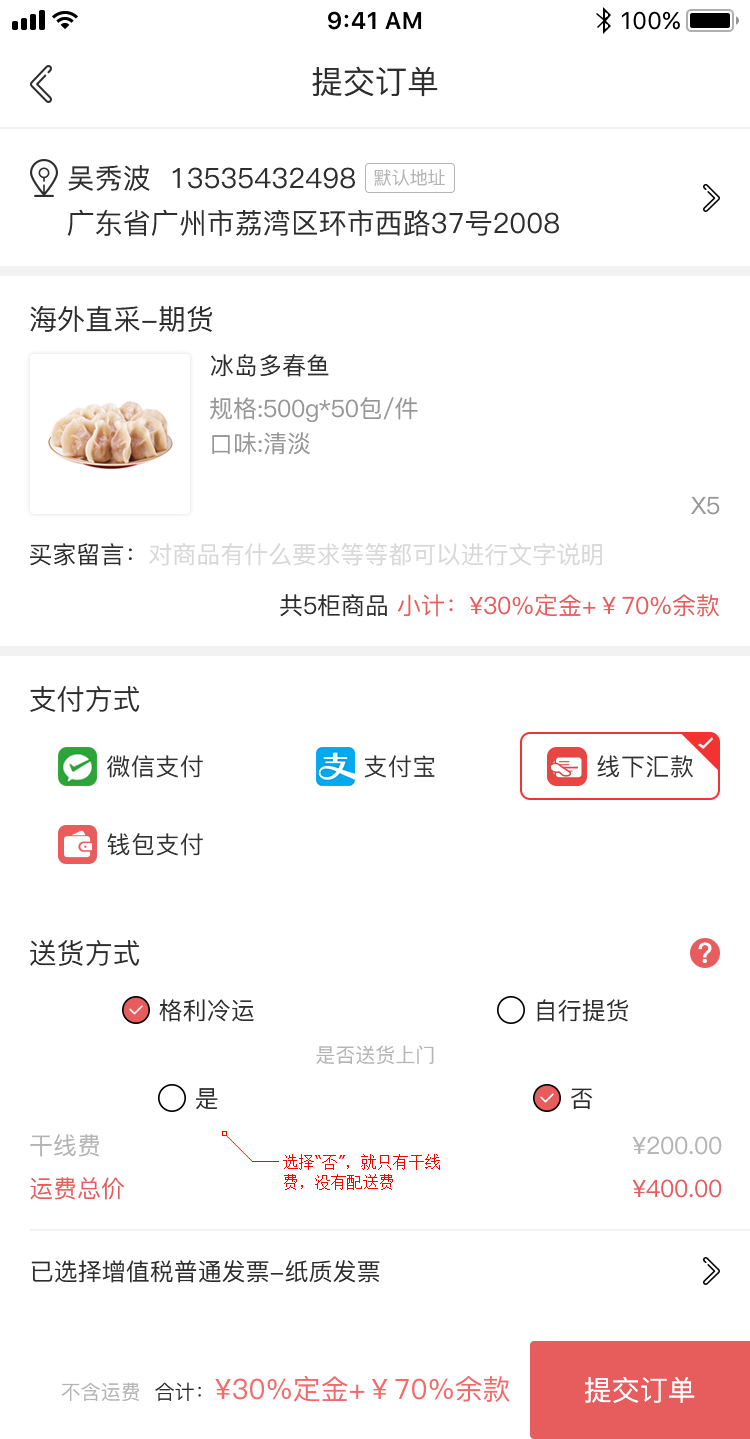 9:41 AM
100%
提交订单
吴秀波 13535432498 默认地址
广东省广州市荔湾区环市西路37号2008
海外直采–期货
冰岛多春鱼
规格:500g*50包/件
口味:清淡
X5
买家留言：对商品有什么要求等等都可以进行文字说明
共5柜商品 小计：¥30%定金+￥70%余款
支付方式
微信支付
支付宝
线下汇款
钱包支付
送货方式
?
格利冷运
自行提货
是否送货上门
是
否
干线费 ¥200.00
选择“否”，就只有干线
费，没有配送费
运费总价 ¥400.00
已选择增值税普通发票–纸质发票
不含运费 合计：¥30%定金+￥70%余款
提交订单